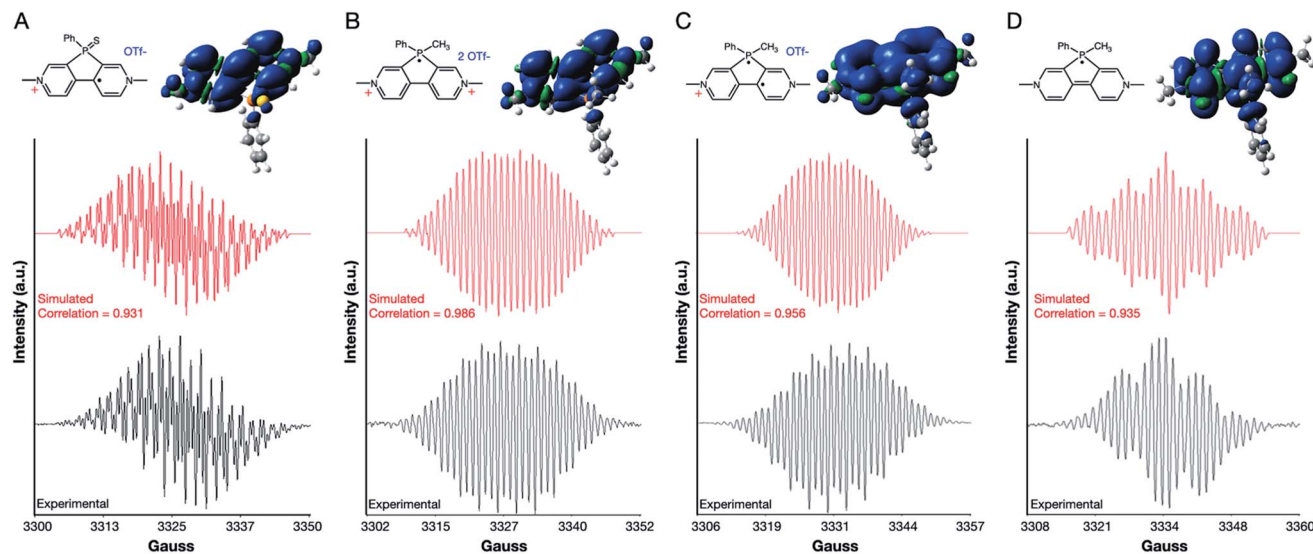 A
Ph
S
P
OTf-
N
N
+
Simulated
Correlation = 0.931
Experimental
Intensity (a.u.)
3300 3313 3325 3337 3350
Gauss
B
Ph
CH3
P
2 OTf-
N
N
+
+
Simulated
Correlation = 0.986
Experimental
Intensity (a.u.)
3302 3315 3327 3340 3352
Gauss
C
Ph
CH3
P
OTf-
N
N
+
Simulated
Correlation = 0.956
Experimental
Intensity (a.u.)
3306 3319 3331 3344 3357
Gauss
D
Ph
CH3
P
N
N
Simulated
Correlation = 0.935
Experimental
Intensity (a.u.)
3308 3321 3334 3348 3360
Gauss